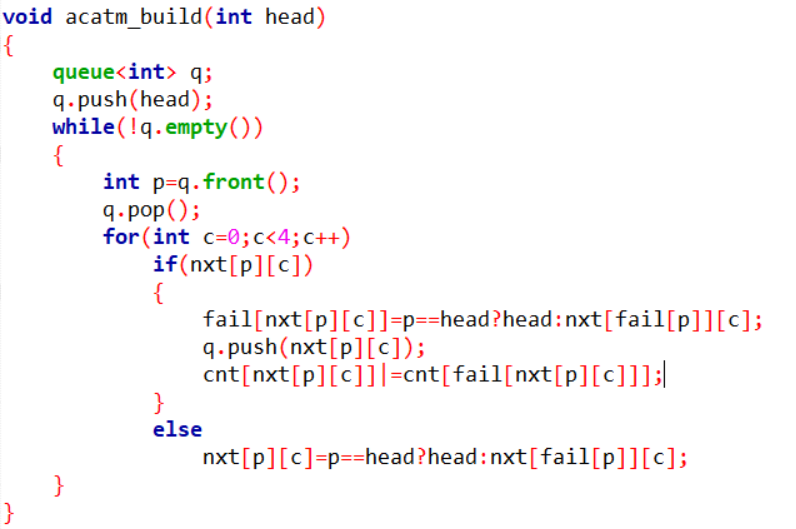 void acatm_build(int head)
{
    queue<int> q;
    q.push(head);
    while(!q.empty())
    {
        int p=q.front();
        q.pop();
        for(int c=0;c<4;c++)
            if(nxt[p][c])
            {
                fail[nxt[p][c]]=p==head?head:nxt[fail[p]][c];
                q.push(nxt[p][c]);
                cnt[nxt[p][c]]|=cnt[fail[nxt[p][c]]];
            }
            else
                nxt[p][c]=p==head?head:nxt[fail[p]][c];
    }
}